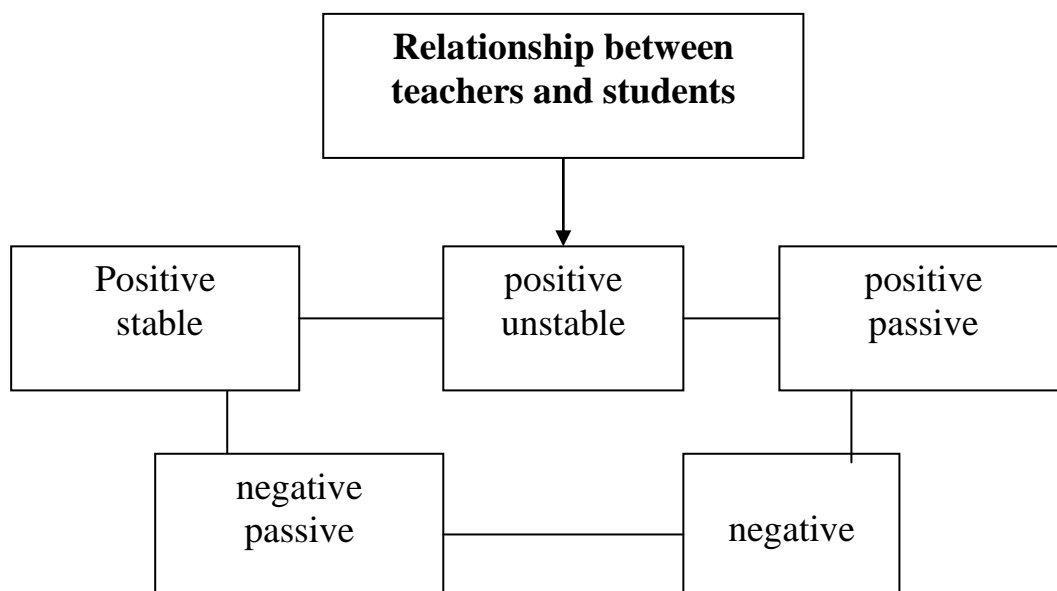 Relationship between
teachers and students
Positive
stable
positive
unstable
positive
passive
negative
passive
negative